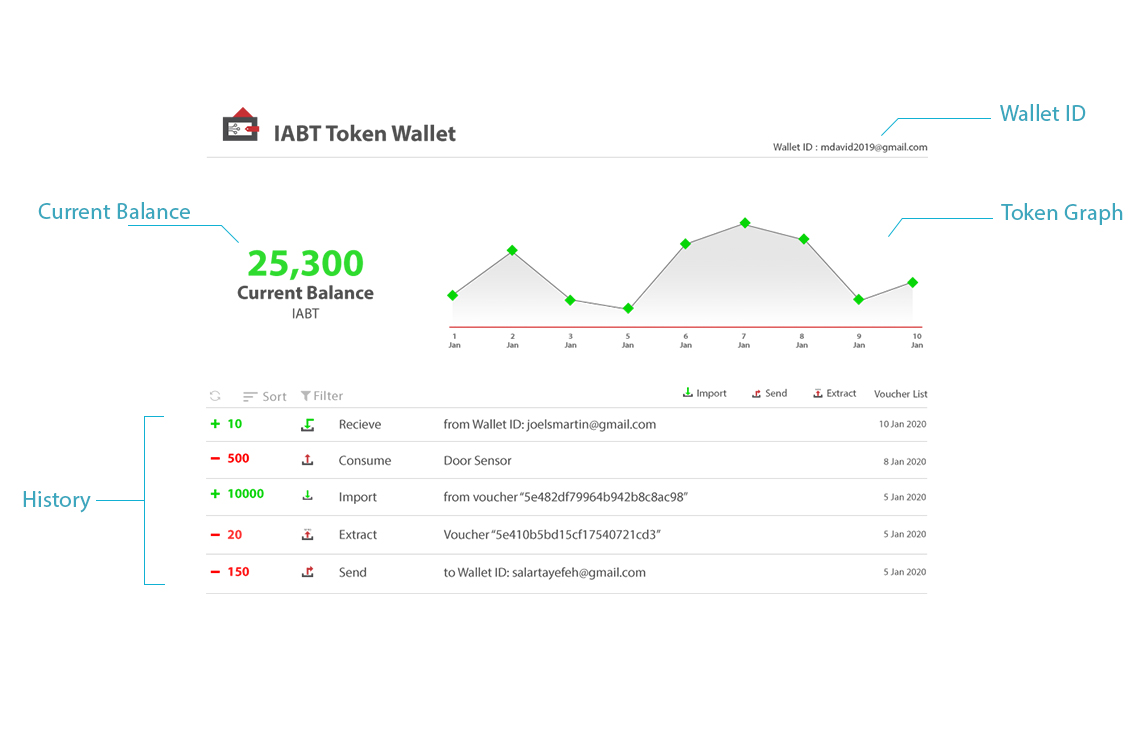 Wallet ID
IABT Token Wallet
Wallet ID : mdavid2019@gmail.com
Current Balance
Token Graph
25,300
Current Balance
IABT
1 2 3 5 6 7 8 9 10
Jan Jan Jan Jan Jan Jan Jan Jan Jan
Sort Filter Import Send Extract Voucher List
+ 10 Recieve from Wallet ID: joelsmartin@gmail.com 10 Jan 2020
- 500 Consume Door Sensor 8 Jan 2020
+ 10000 Import from voucher “5e482df79964b942b8c8ac98” 5 Jan 2020
History
- 20 Extract Voucher “5e410b5bd15cf17540721cd3” 5 Jan 2020
- 150 Send to Wallet ID: salartayefeh@gmail.com 5 Jan 2020